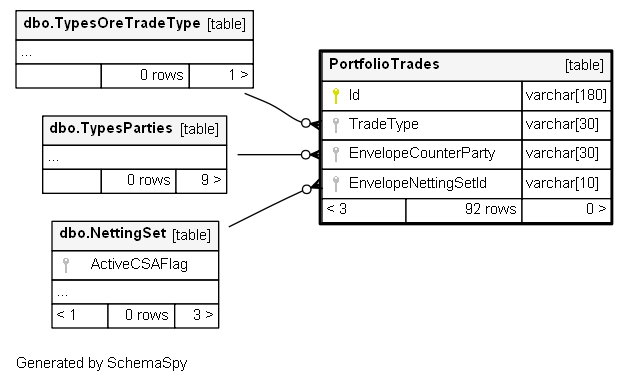 dbo.TypesOreTradeType [table]
...
0 rows 1 >
dbo.TypesParties [table]
...
0 rows 9 >
dbo.NettingSet [table]
ActiveCSAFlag
...
< 1 0 rows 3 >
PortfolioTrades [table]
Id varchar[180]
TradeType varchar[30]
EnvelopeCounterParty varchar[30]
EnvelopeNettingSetId varchar[10]
< 3 92 rows 0 >
Generated by SchemaSpy